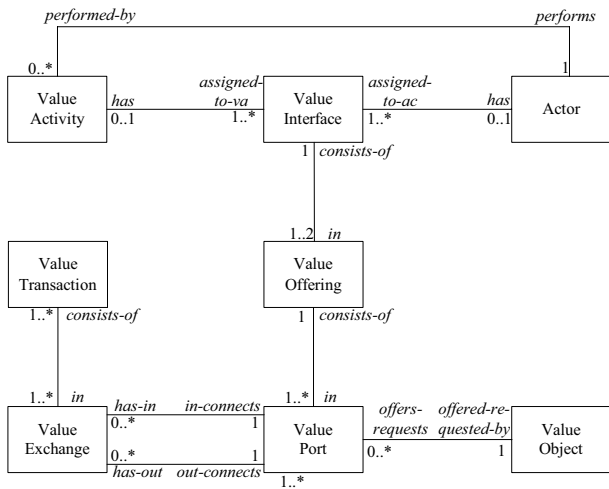 performed-by performs
0..* 1
Value Activity
has
0..1
assigned-to-va
1..*
Value Interface
assigned-to-ac
1..*
has
0..1
Actor
1 consists-of
1..2 in
Value Transaction
Value Offering
1..* consists-of
1 consists-of
1..* in
1..* in
Value Exchange
has-in in-connects
0..* 1
0..* 1
has-out out-connects
Value Port
1..*
offers-requests
0..*
offered-re-quested-by
1
Value Object